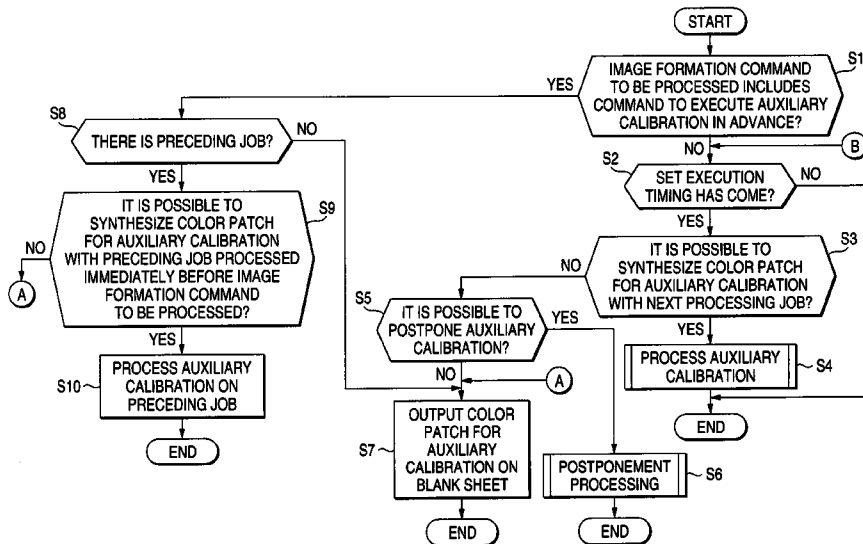 START
S1
IMAGE FORMATION COMMAND
TO BE PROCESSED INCLUDES
COMMAND TO EXECUTE AUXILIARY
CALIBRATION IN ADVANCE?
YES
NO
B
S8
THERE IS PRECEDING JOB?
NO
YES
S2
SET EXECUTION
TIMING HAS COME?
NO
YES
S9
IT IS POSSIBLE TO
SYNTHESIZE COLOR PATCH
FOR AUXILIARY CALIBRATION
WITH PRECEDING JOB PROCESSED
IMMEDIATELY BEFORE IMAGE
FORMATION COMMAND
TO BE PROCESSED?
NO
A
YES
S3
IT IS POSSIBLE TO
SYNTHESIZE COLOR PATCH
FOR AUXILIARY CALIBRATION
WITH NEXT PROCESSING JOB?
NO
YES
S5
IT IS POSSIBLE TO
POSTPONE AUXILIARY
CALIBRATION?
YES
NO
A
PROCESS AUXILIARY
CALIBRATION
S4
END
S10
PROCESS AUXILIARY
CALIBRATION ON
PRECEDING JOB
END
S7
OUTPUT COLOR
PATCH FOR
AUXILIARY
CALIBRATION ON
BLANK SHEET
END
POSTPONEMENT
PROCESSING
S6
END